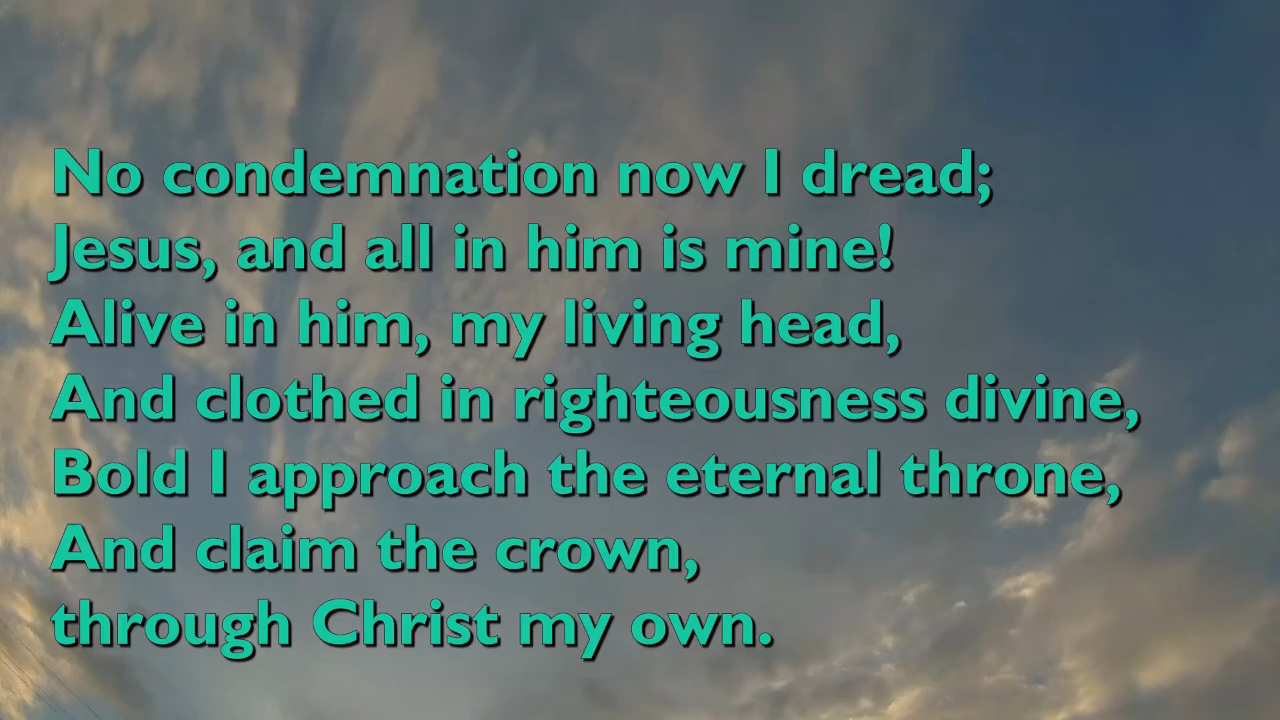 No condemnation now I dread;
Jesus, and all in him is mine!
Alive in him, my living head,
And clothed in righteousness divine,
Bold I approach the eternal throne,
And claim the crown,
through Christ my own.